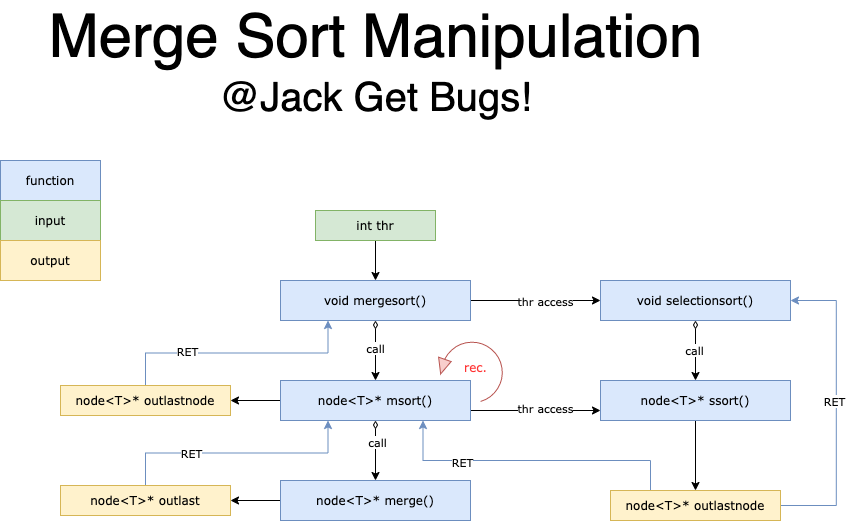 Merge Sort Manipulation
@Jack Get Bugs!
function
input
output
int thr
void mergesort()
thr access
void selectionsort()
RET
call
rec.
call
node<T>* outlastnode
node<T>* msort()
thr access
node<T>* ssort()
RET
RET
call
RET
node<T>* outlast
node<T>* merge()
node<T>* outlastnode